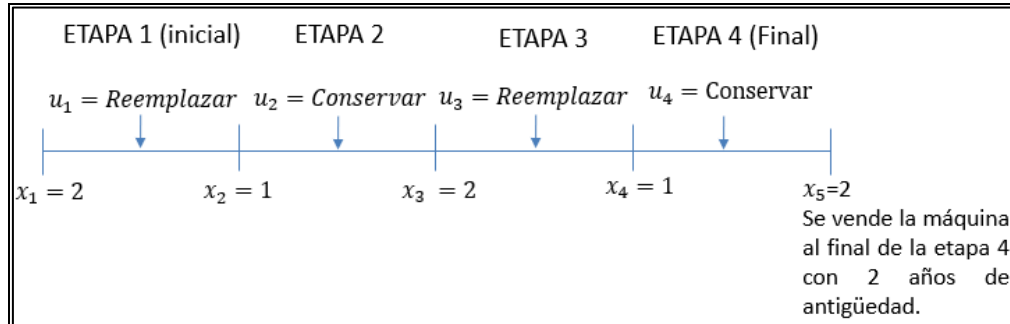 ETAPA 1 (inicial) ETAPA 2 ETAPA 3 ETAPA 4 (Final)
u₁ = Reemplazar u₂ = Conservar u₃ = Reemplazar u₄ = Conservar
x₁ = 2 x₂ = 1 x₃ = 2 x₄ = 1 x₅=2
Se vende la máquina
al final de la etapa 4
con 2 años de
antigüedad.